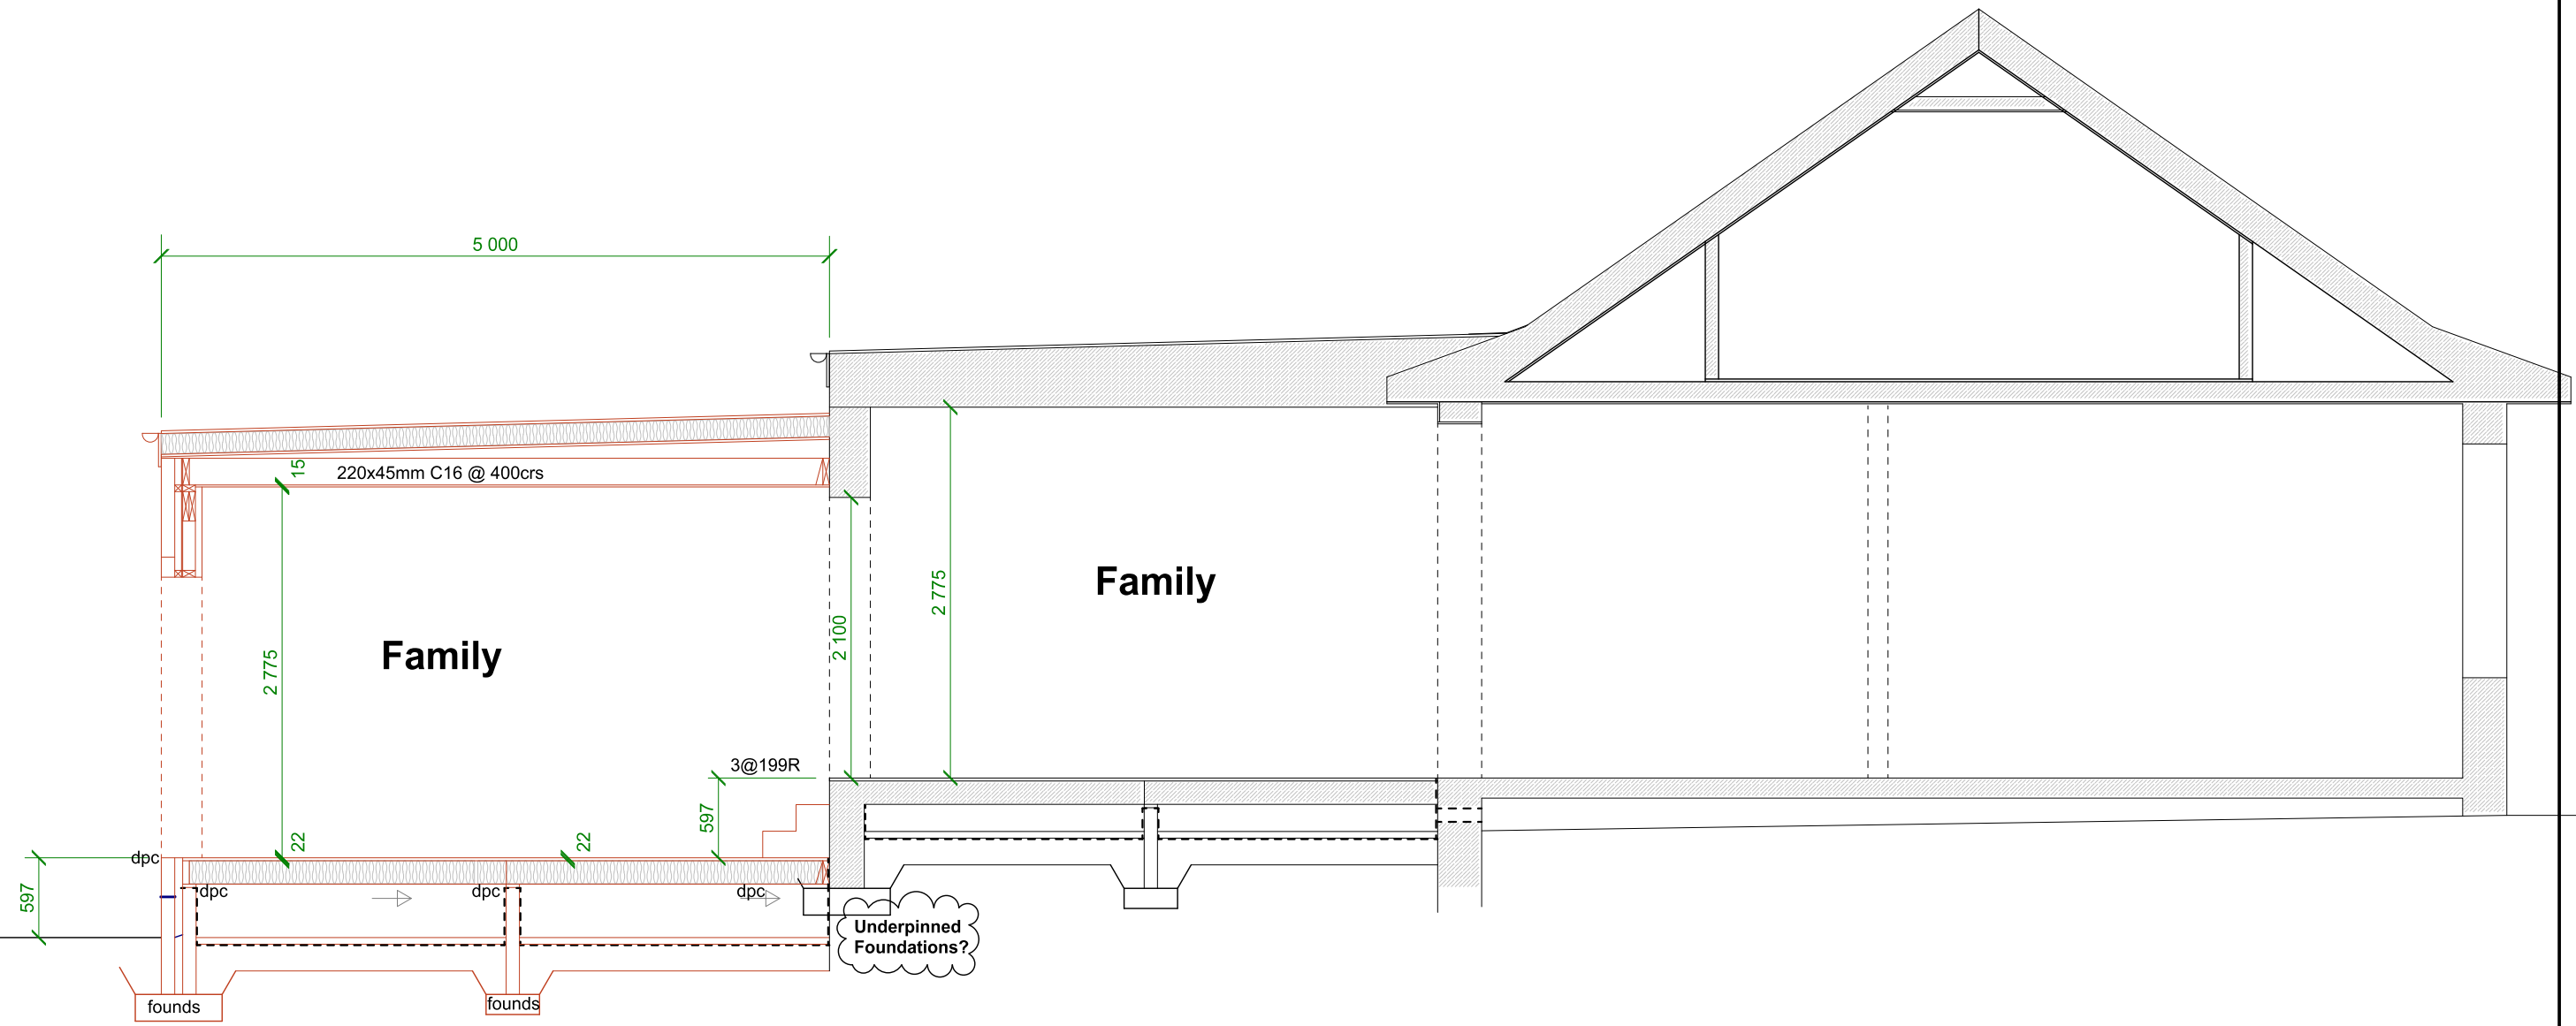 5 000
15
220x45mm C16 @ 400crs
Family
2 775
2 100
2 775
Family
3@199R
597
22
22
dpc
597
dpc
dpc
dpc
Underpinned
Foundations?
founds
founds